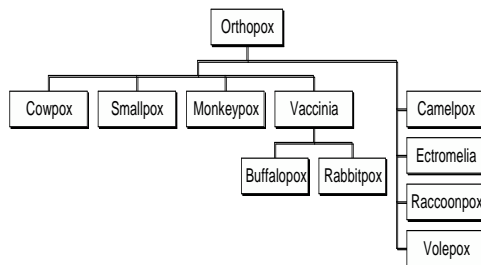 Orthopox
Cowpox
Smallpox
Monkeypox
Vaccinia
Camelpox
Ectromelia
Buffalopox
Rabbitpox
Raccoonpox
Volepox